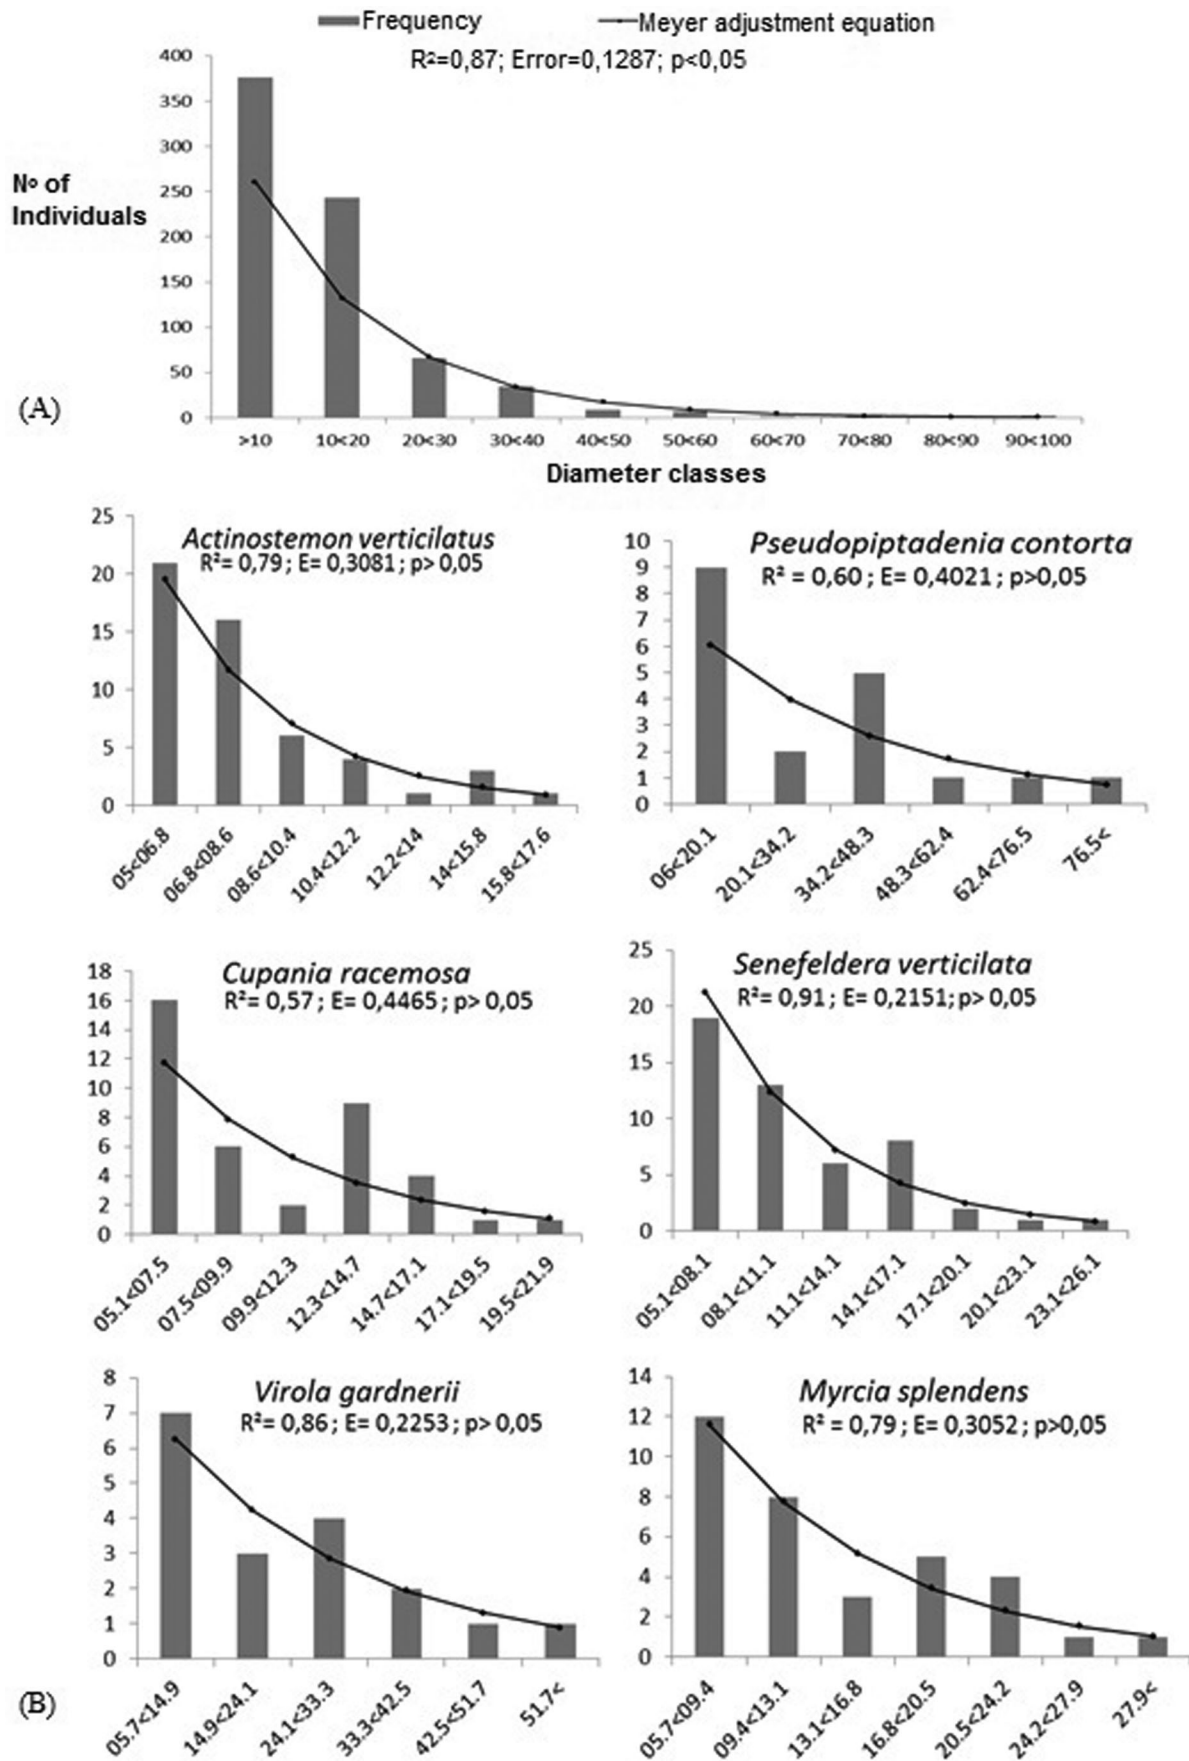 Frequency Meyer adjustment equation
R²=0,87; Error=0,1287; p<0,05
400
350
300
250
200
150
100
50
0
Nº of
Individuals
(A)
>10 10<20 20<30 30<40 40<50 50<60 60<70 70<80 80<90 90<100
Diameter classes
Actinostemon verticilatus
R²= 0,79 ; E= 0,3081 ; p> 0,05
25
20
15
10
5
0
05<06.8 06.8<08.6 08.6<10.4 10.4<12.2 12.2<14 14<15.8 15.8<17.6
Pseudopiptadenia contorta
R² = 0,60 ; E= 0,4021 ; p>0,05
10
9
8
7
6
5
4
3
2
1
0
06<20.1 20.1<34.2 34.2<48.3 48.3<62.4 62.4<76.5 76.5<
Cupania racemosa
R²= 0,57 ; E= 0,4465 ; p> 0,05
18
16
14
12
10
8
6
4
2
0
05.1<07.5 07.5<09.9 09.9<12.3 12.3<14.7 14.7<17.1 17.1<19.5 19.5<21.9
Senefeldera verticilata
R²= 0,91 ; E= 0,2151; p> 0,05
25
20
15
10
5
0
05.1<08.1 08.1<11.1 11.1<14.1 14.1<17.1 17.1<20.1 20.1<23.1 23.1<26.1
Virola gardnerii
R²= 0,86 ; E= 0,2253 ; p> 0,05
8
7
6
5
4
3
2
1
0
05.7<14.9 14.9<24.1 24.1<33.3 33.3<42.5 42.5<51.7 51.7<
Myrcia splendens
R² = 0,79 ; E= 0,3052 ; p>0,05
14
12
10
8
6
4
2
0
05.7<09.4 09.4<13.1 13.1<16.8 16.8<20.5 20.5<24.2 24.2<27.9 27.9<
(B)